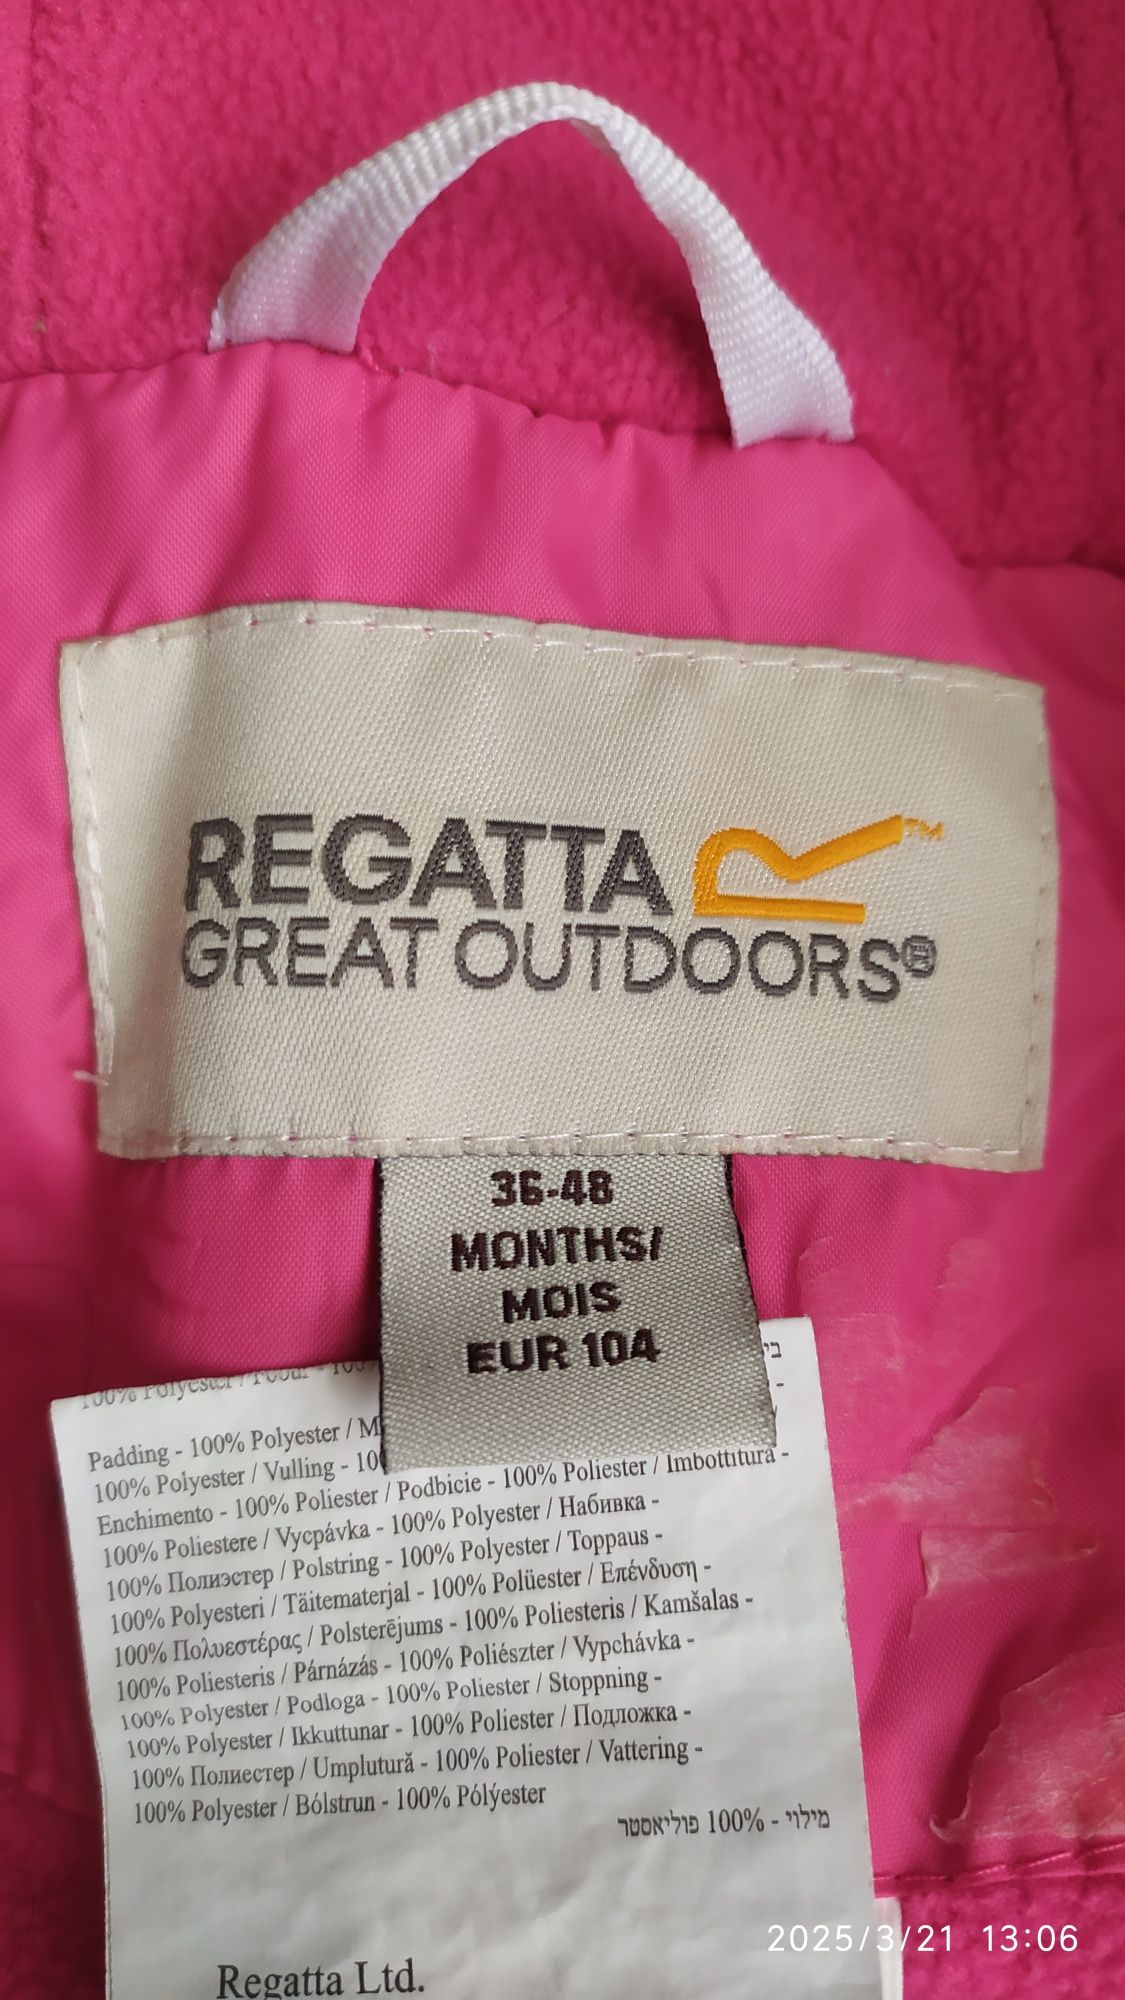 REGATTA
GREAT OUTDOORS®
36-48
MONTHS/
MOIS
EUR 104
100% Polyester /
Padding - 100% Polyester /
100% Polyester / Vulling -
Enchimento - 100% Poliester / Podbicie - 100% Poliester / Imbottitura -
100% Poliestere / Vycpávka - 100% Polyester / Набивка -
100% Полиэстер / Polstring - 100% Polyester / Toppaus -
100% Polyesteri / Täitematerjal - 100% Polüester / Επένδυση -
100% Πολυεστέρας / Polsterējums - 100% Poliesteris / Kamšalas -
100% Poliesteris / Párnázás - 100% Poliészter / Vypchávka -
100% Polyester / Podloga - 100% Poliester / Stoppning -
100% Polyester / Ikkuttunar - 100% Poliester / Подложка -
100% Полиестер / Umplutură - 100% Poliester / Vattering -
100% Polyester / Bólstrun - 100% Pólýester
מילוי - 100% פוליאסטר
Regatta Ltd.
2025/3/21 13:06